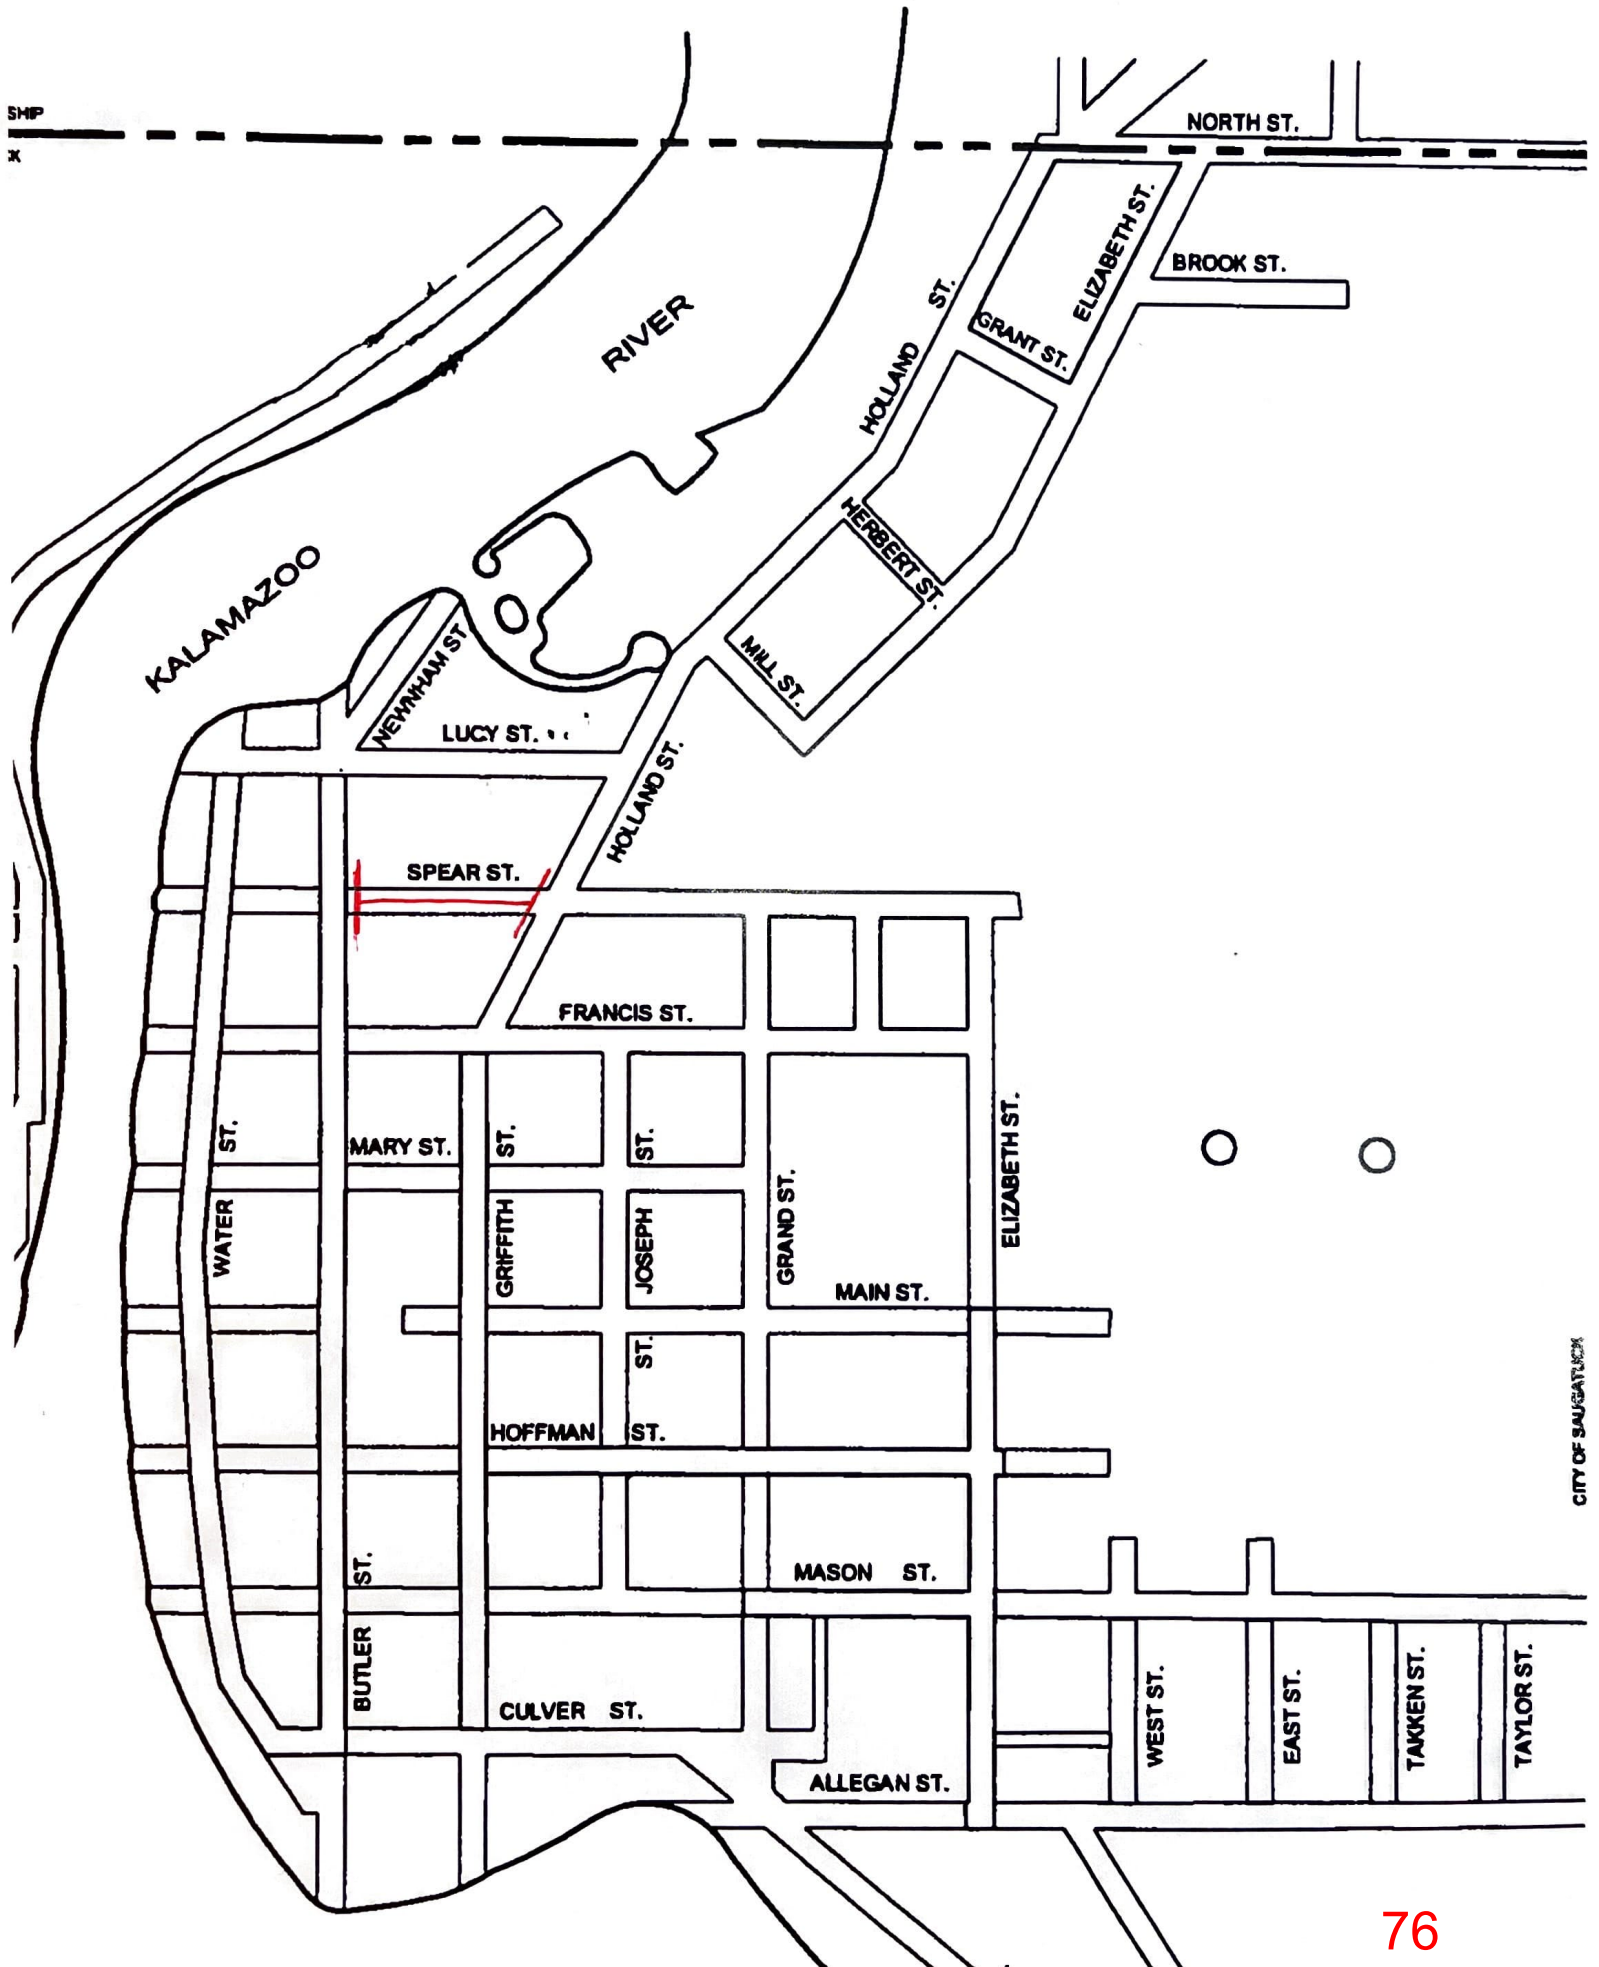 SHIP
NORTH ST.
ELIZABETH ST.
BROOK ST.
RIVER
HOLLAND ST.
GRANT ST.
HERBERT ST.
KALAMAZOO
MILL ST.
NEWNHAM ST
LUCY ST.
HOLLAND ST.
SPEAR ST.
FRANCIS ST.
WATER ST.
MARY ST.
GRIFFITH ST.
JOSEPH ST.
GRAND ST.
ELIZABETH ST.
MAIN ST.
ST.
HOFFMAN ST.
CITY OF SAUGATUCK
MASON ST.
BUTLER ST.
CULVER ST.
WEST ST.
EAST ST.
TAKKEN ST.
TAYLOR ST.
ALLEGAN ST.
76